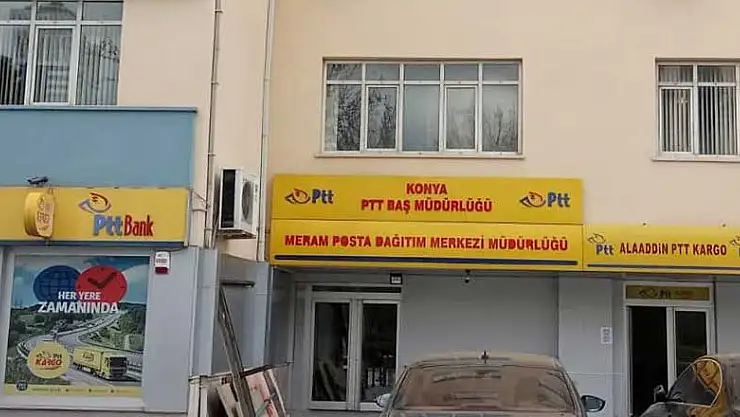 PttBank
HER YERE
ZAMANINDA
Ptt
KARGO
Ptt
KONYA
PTT BAŞ MÜDÜRLÜĞÜ
Ptt
MERAM POSTA DAĞITIM MERKEZİ MÜDÜRLÜĞÜ
Ptt
ALAADDİN PTT KARGO
Ptt